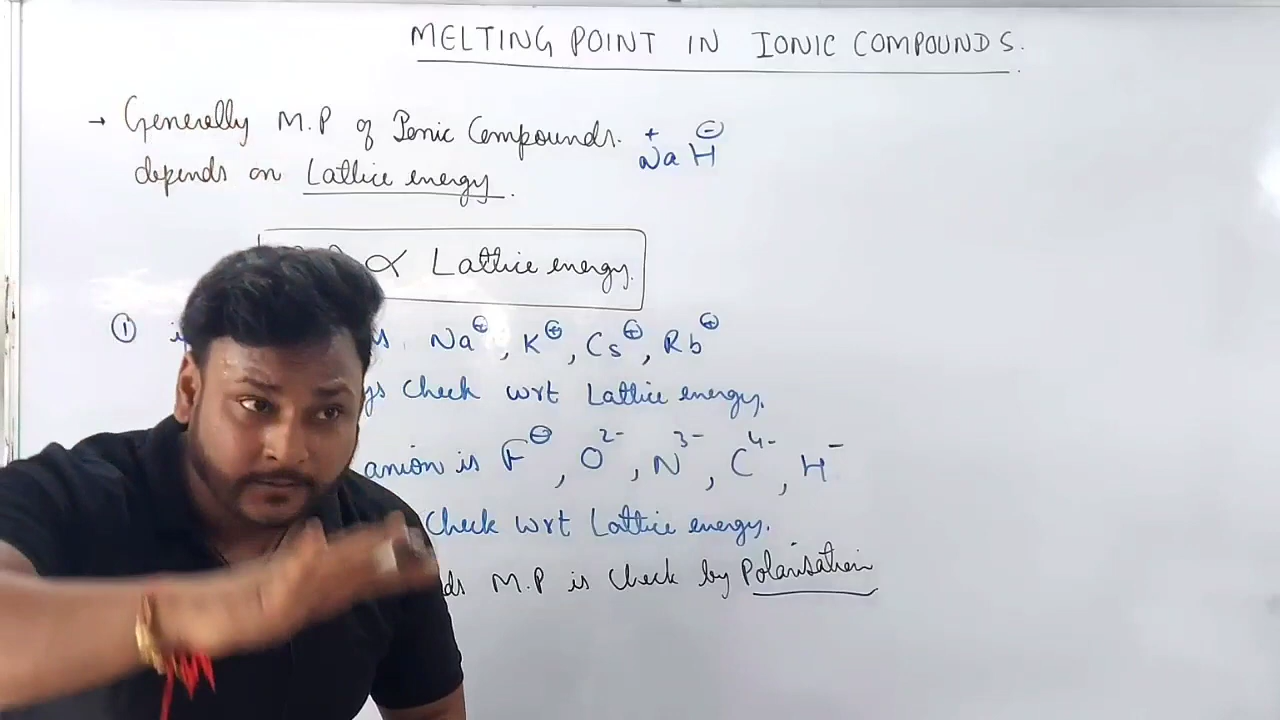 MELTING POINT IN IONIC COMPOUNDS.
→ Generally M.P of Ionic Compounds.
depends on Lattice energy.
Na⁺ H⊖
∝ Lattice energy.
① Na⊕, K⊕, Cs⊕, Rb⊕
Check wrt Lattice energy.
anion is F⊖, O²⁻, N³⁻, C⁴⁻, H⁻
Check wrt Lattice energy.
M.P is Check by Polarisation